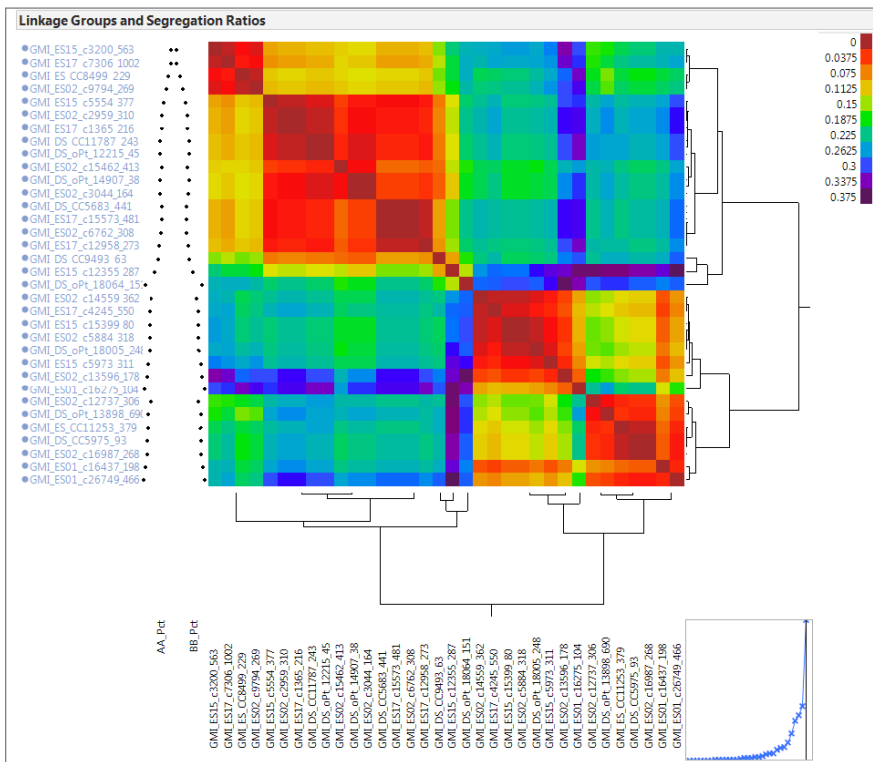 Linkage Groups and Segregation Ratios
GMI_ES15_c3200_563
GMI_ES17_c7306_1002
GMI_ES_CC8499_229
GMI_ES02_c9794_269
GMI_ES15_c5554_377
GMI_ES02_c2959_310
GMI_ES17_c1365_216
GMI_DS_CC11787_243
GMI_DS_oPt_12215_45
GMI_ES02_c15462_413
GMI_DS_oPt_14907_38
GMI_ES02_c3044_164
GMI_DS_CC5683_441
GMI_ES17_c15573_481
GMI_ES02_c6762_308
GMI_ES17_c12958_273
GMI_DS_CC9493_63
GMI_ES15_c12355_287
GMI_DS_oPt_18064_15
GMI_ES02_c14559_362
GMI_ES17_c4245_550
GMI_ES15_c15399_80
GMI_ES02_c5884_318
GMI_DS_oPt_18005_248
GMI_ES15_c5973_311
GMI_ES02_c13596_178
GMI_ES01_c16275_104
GMI_ES02_c12737_306
GMI_DS_oPt_13898_690
GMI_ES_CC11253_379
GMI_DS_CC5975_93
GMI_ES02_c16987_268
GMI_ES01_c16437_198
GMI_ES01_c26749_466
0
0.0375
0.075
0.1125
0.15
0.1875
0.225
0.2625
0.3
0.3375
0.375
AA_Pct
BB_Pct
GMI_ES15_c3200_563
GMI_ES17_c7306_1002
GMI_ES_CC8499_229
GMI_ES02_c9794_269
GMI_ES15_c5554_377
GMI_ES02_c2959_310
GMI_ES17_c1365_216
GMI_DS_CC11787_243
GMI_DS_oPt_12215_45
GMI_ES02_c15462_413
GMI_DS_oPt_14907_38
GMI_ES02_c3044_164
GMI_DS_CC5683_441
GMI_ES17_c15573_481
GMI_ES02_c6762_308
GMI_ES17_c12958_273
GMI_DS_CC9493_63
GMI_ES15_c12355_287
GMI_DS_oPt_18064_151
GMI_ES02_c14559_362
GMI_ES17_c4245_550
GMI_ES15_c15399_80
GMI_ES02_c5884_318
GMI_DS_oPt_18005_248
GMI_ES15_c5973_311
GMI_ES02_c13596_178
GMI_ES01_c16275_104
GMI_ES02_c12737_306
GMI_DS_oPt_13898_690
GMI_ES_CC11253_379
GMI_DS_CC5975_93
GMI_ES02_c16987_268
GMI_ES01_c16437_198
GMI_ES01_c26749_466